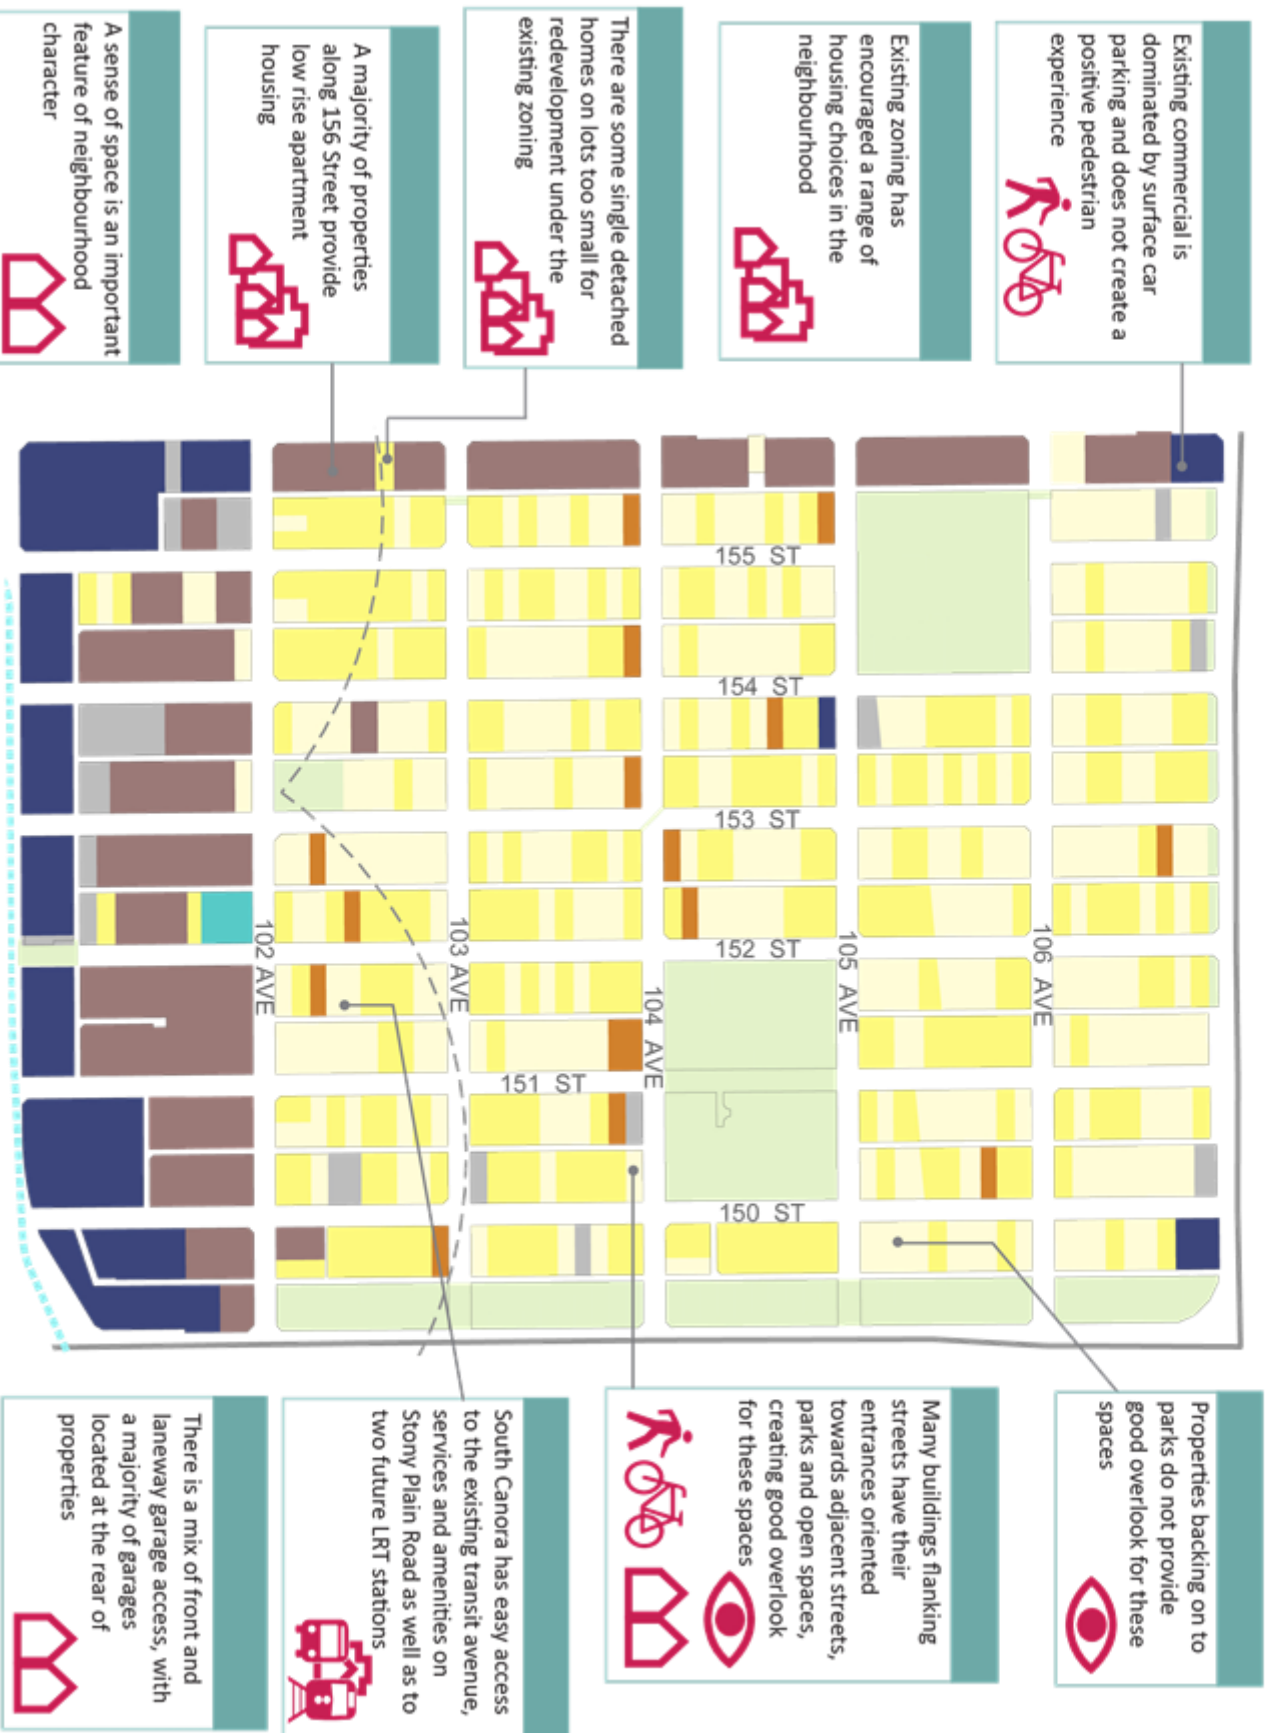 Existing commercial is
dominated by surface car
parking and does not create a
positive pedestrian
experience
Existing zoning has
encouraged a range of
housing choices in the
neighbourhood
There are some single detached
homes on lots too small for
redevelopment under the
existing zoning
A majority of properties
along 156 Street provide
low rise apartment
housing
A sense of space is an important
feature of neighbourhood
character
106 AVE
105 AVE
155 ST
154 ST
153 ST
152 ST
150 ST
104 AVE
151 ST
103 AVE
102 AVE
Properties backing on to
parks do not provide
good overlook for these
spaces
Many buildings flanking
streets have their
entrances oriented
towards adjacent streets,
parks and open spaces,
creating good overlook
for these spaces
South Canora has easy access
to the existing transit avenue,
services and amenities on
Stony Plain Road as well as to
two future LRT stations
There is a mix of front and
laneway garage access, with
a majority of garages
located at the rear of
properties